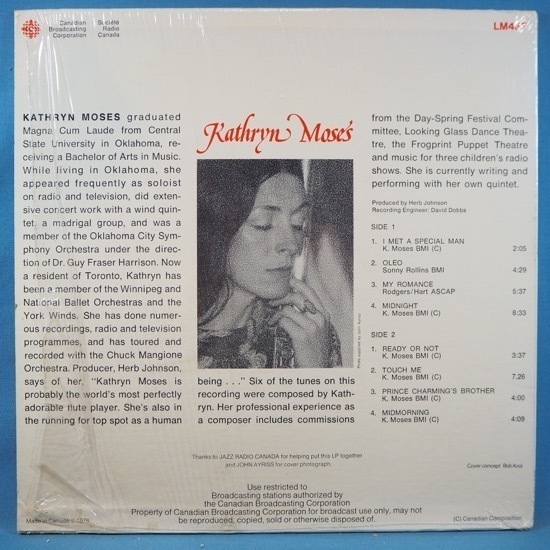 Canadian
Broadcasting
Corporation
Société
Radio
Canada
Kathryn Moses
KATHRYN MOSES graduated
Magna Cum Laude from Central
State University in Oklahoma, re-
ceiving a Bachelor of Arts in Music.
While living in Oklahoma, she
appeared frequently as soloist
on radio and television, did exten-
sive concert work with a wind quin-
tet, a madrigal group, and was
a member of the Oklahoma City Sym-
phony Orchestra under the direc-
tion of Dr. Guy Fraser Harrison. Now
a resident of Toronto, Kathryn has
been a member of the Winnipeg and
National Ballet Orchestras and the
York Winds. She has done numer-
ous recordings, radio and television
programmes, and has toured and
recorded with the Chuck Mangione
Orchestra. Producer, Herb Johnson,
says of her, "Kathryn Moses is
probably the world's most perfectly
adorable flute player. She's also in
the running for top spot as a human
being . . ." Six of the tunes on this
recording were composed by Kath-
ryn. Her professional experience as
a composer includes commissions
from the Day-Spring Festival Com-
mittee, Looking Glass Dance Thea-
tre, the Frogprint Puppet Theatre
and music for three children's radio
shows. She is currently writing and
performing with her own quintet.
Produced by Herb Johnson
Recording Engineer: David Dobbs
SIDE 1
1. I MET A SPECIAL MAN
K. Moses BMI (C) 2:05
2. OLEO
Sonny Rollins BMI 4:29
3. MY ROMANCE
Rodgers/Hart ASCAP 5:37
4. MIDNIGHT
K. Moses BMI (C) 8:33
SIDE 2
1. READY OR NOT
K. Moses BMI (C) 3:37
2. TOUCH ME
K. Moses BMI (C) 7:26
3. PRINCE CHARMING'S BROTHER
K. Moses BMI (C) 4:00
4. MIDMORNING
K. Moses BMI (C) 4:09
Thanks to JAZZ RADIO CANADA for helping put this LP together
and JOHN AYRISS for cover photograph.
Cover concept: Bob
Use restricted to
Broadcasting stations authorized by
the Canadian Broadcasting Corporation
Property of Canadian Broadcasting Corporation for use only, may not
be reproduced, copied, sold or otherwise disposed of.
Made in Canada © 1976
(C) Canadian Composition